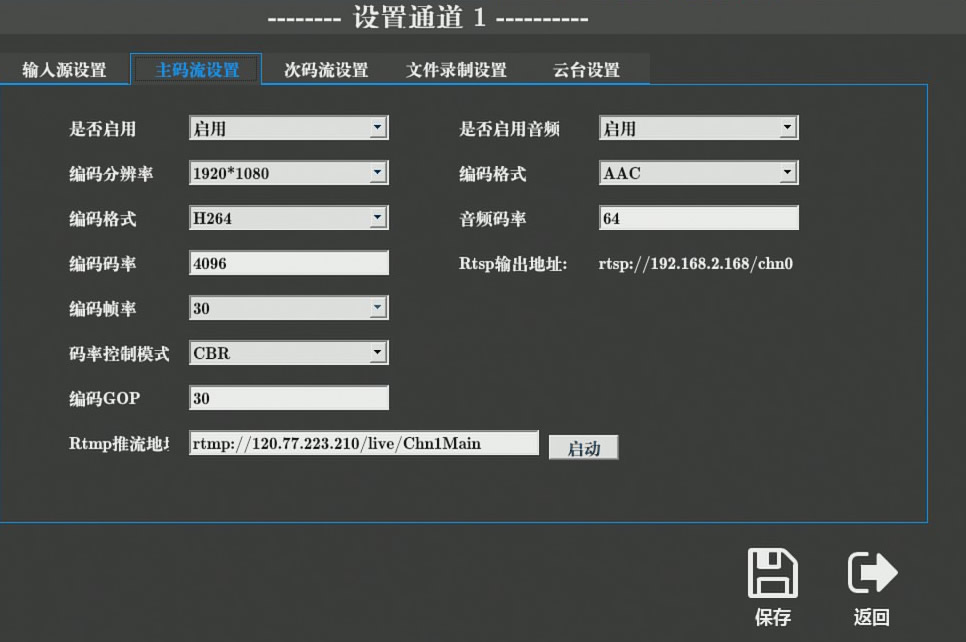 -------- 设置通道 1 ----------
输入源设置 主码流设置 次码流设置 文件录制设置 云台设置
是否启用 启用 是否启用音频 启用
编码分辨率 1920*1080 编码格式 AAC
编码格式 H264 音频码率 64
编码码率 4096 Rtsp输出地址: rtsp://192.168.2.168/chn0
编码帧率 30
码率控制模式 CBR
编码GOP 30
Rtmp推流地址 rtmp://120.77.223.210/live/Chn1Main 启动
保存 返回